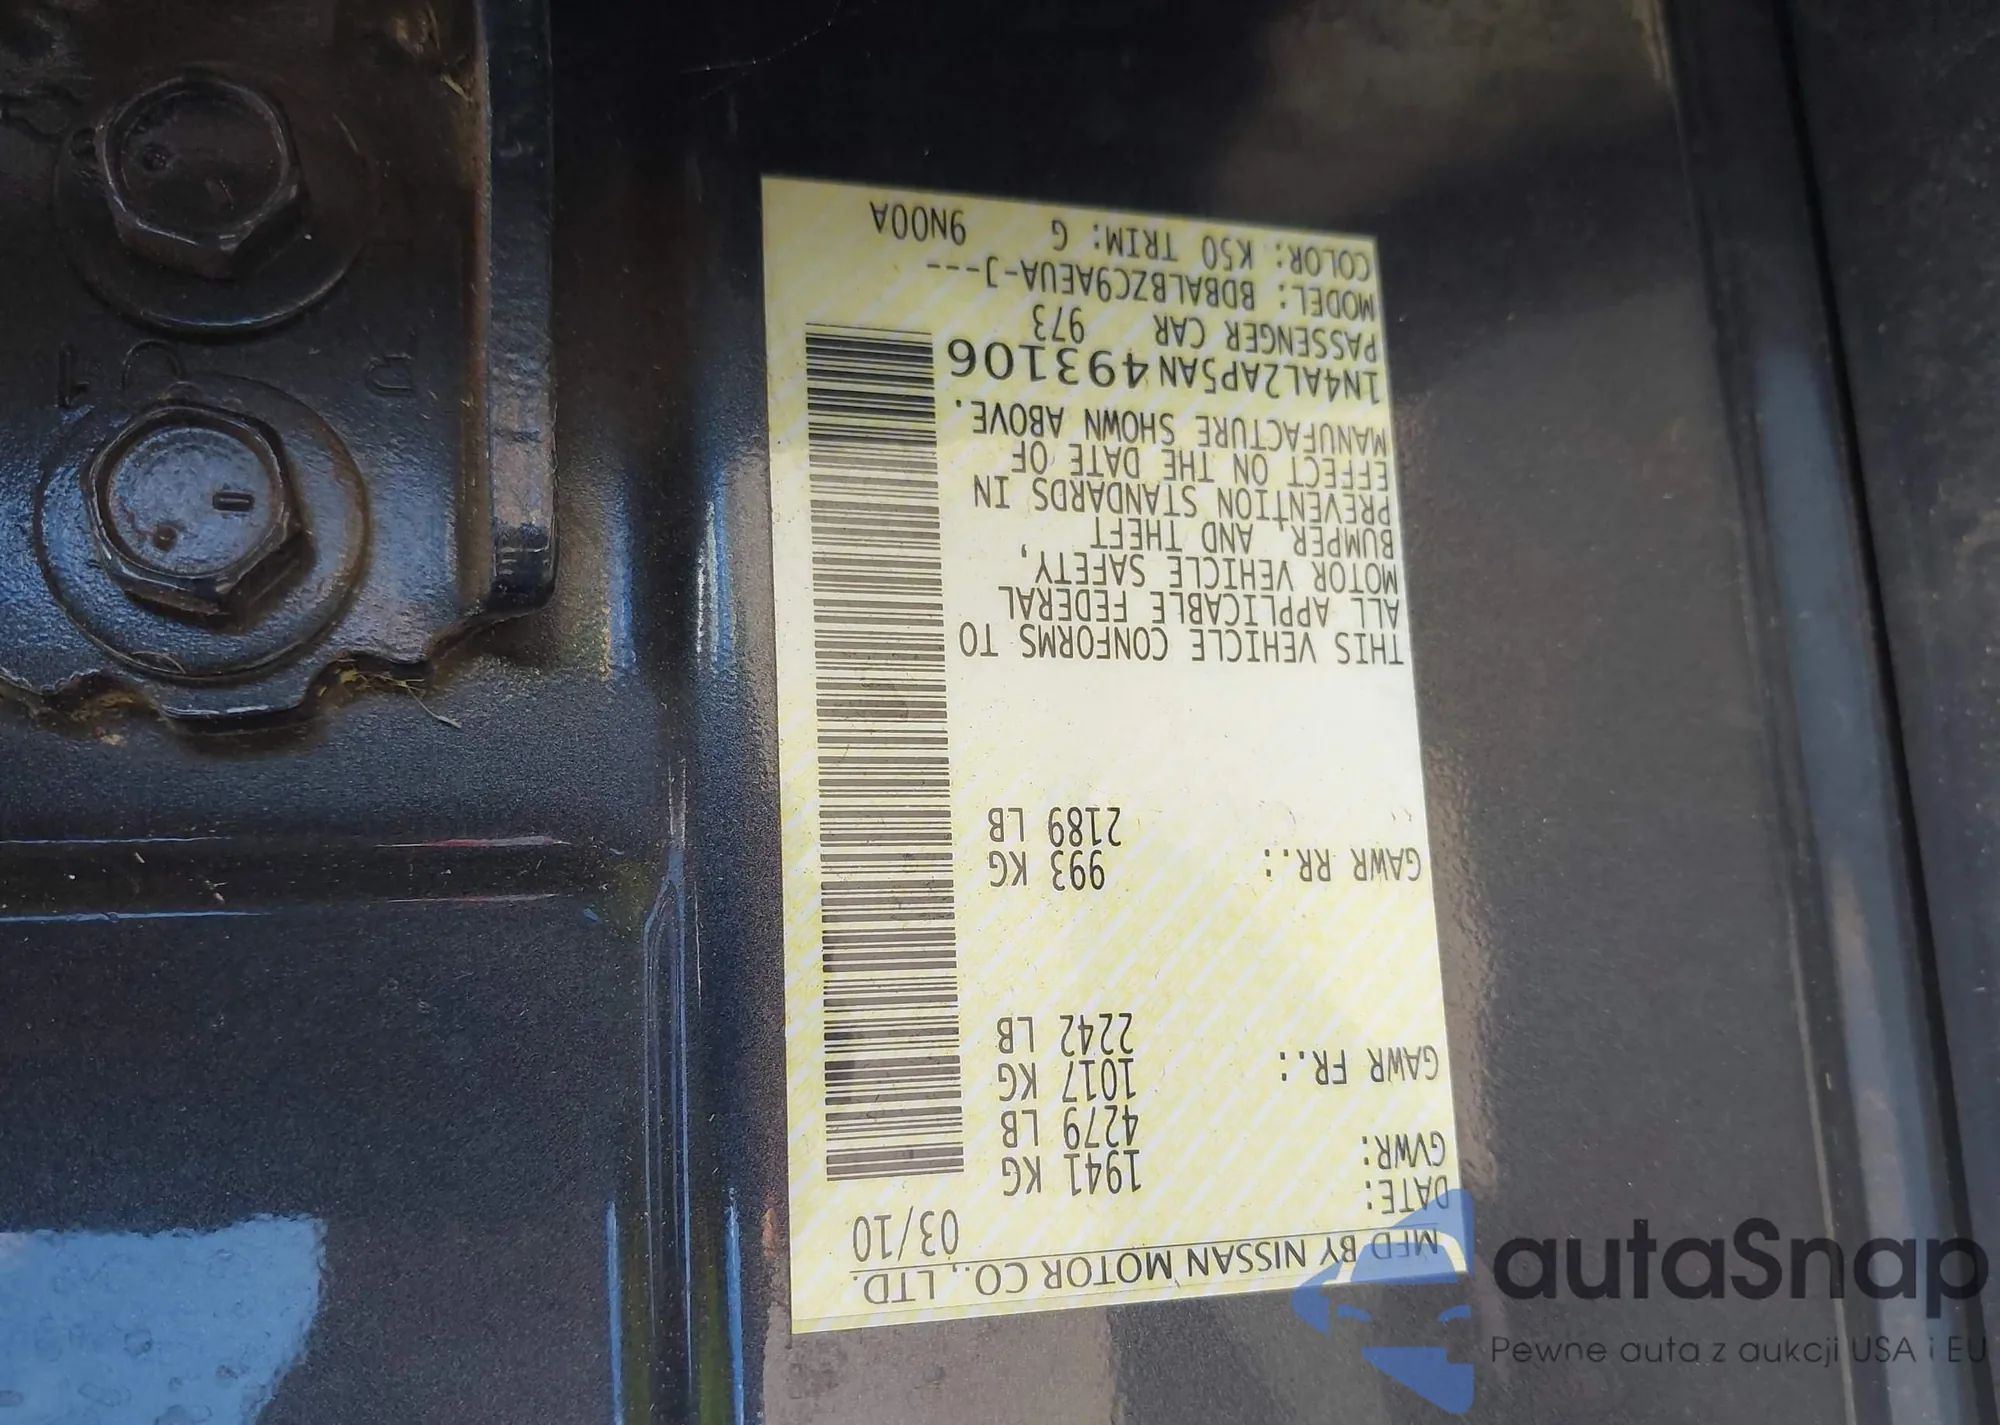 MFD BY NISSAN MOTOR CO., LTD.
DATE: 03/10
GVWR: 1941 KG
4279 LB
GAWR FR.: 1017 KG
2242 LB
GAWR RR.: 993 KG
2189 LB
THIS VEHICLE CONFORMS TO
ALL APPLICABLE FEDERAL
MOTOR VEHICLE SAFETY,
BUMPER, AND THEFT
PREVENTION STANDARDS IN
EFFECT ON THE DATE OF
MANUFACTURE SHOWN ABOVE.
1N4AL2AP5AN493106
PASSENGER CAR 973
MODEL: BDBALBZC9AEUA-J---
COLOR: K50 TRIM: G 9N00A
autaSnap
Pewne auta z aukcji USA i EU